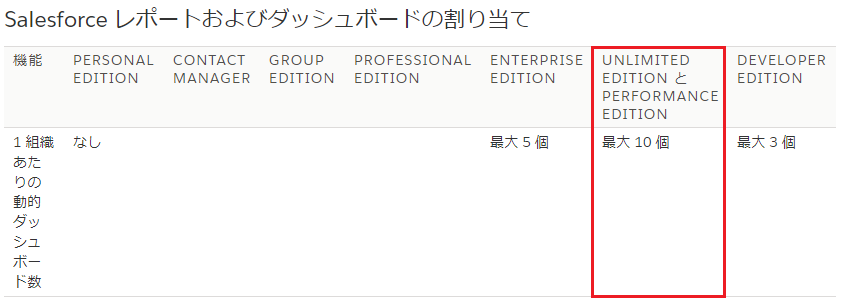 Salesforce レポートおよびダッシュボードの割り当て
機能
PERSONAL
EDITION
CONTACT
MANAGER
GROUP
EDITION
PROFESSIONAL
EDITION
ENTERPRISE
EDITION
UNLIMITED
EDITION と
PERFORMANCE
EDITION
DEVELOPER
EDITION
1 組織
あた
りの
動的
ダッ
シュ
ボー
ド数
なし
最大 5 個
最大 10 個
最大 3 個